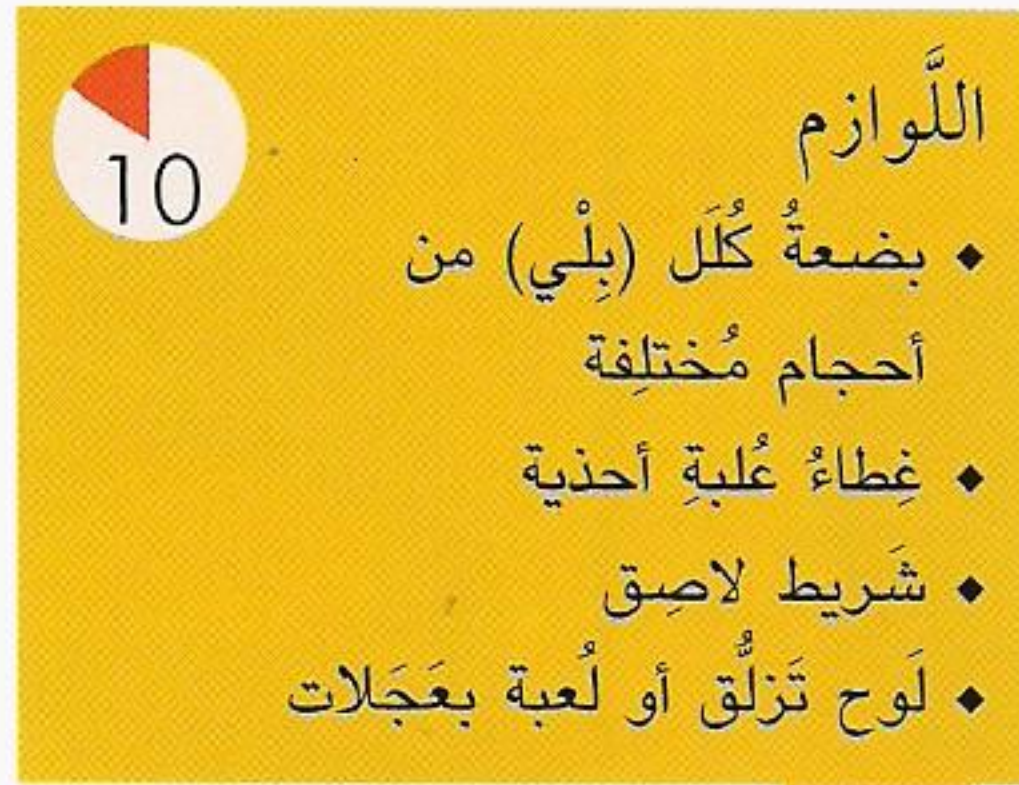 اللَّوازم
10
◆ بضعةُ كُلَل (بِلْي) من
أحجام مُختلِفة
◆ غِطاءُ عُلبةِ أحذية
◆ شَريط لاصِق
◆ لَوح تَزلُّق أو لُعبة بعَجَلات